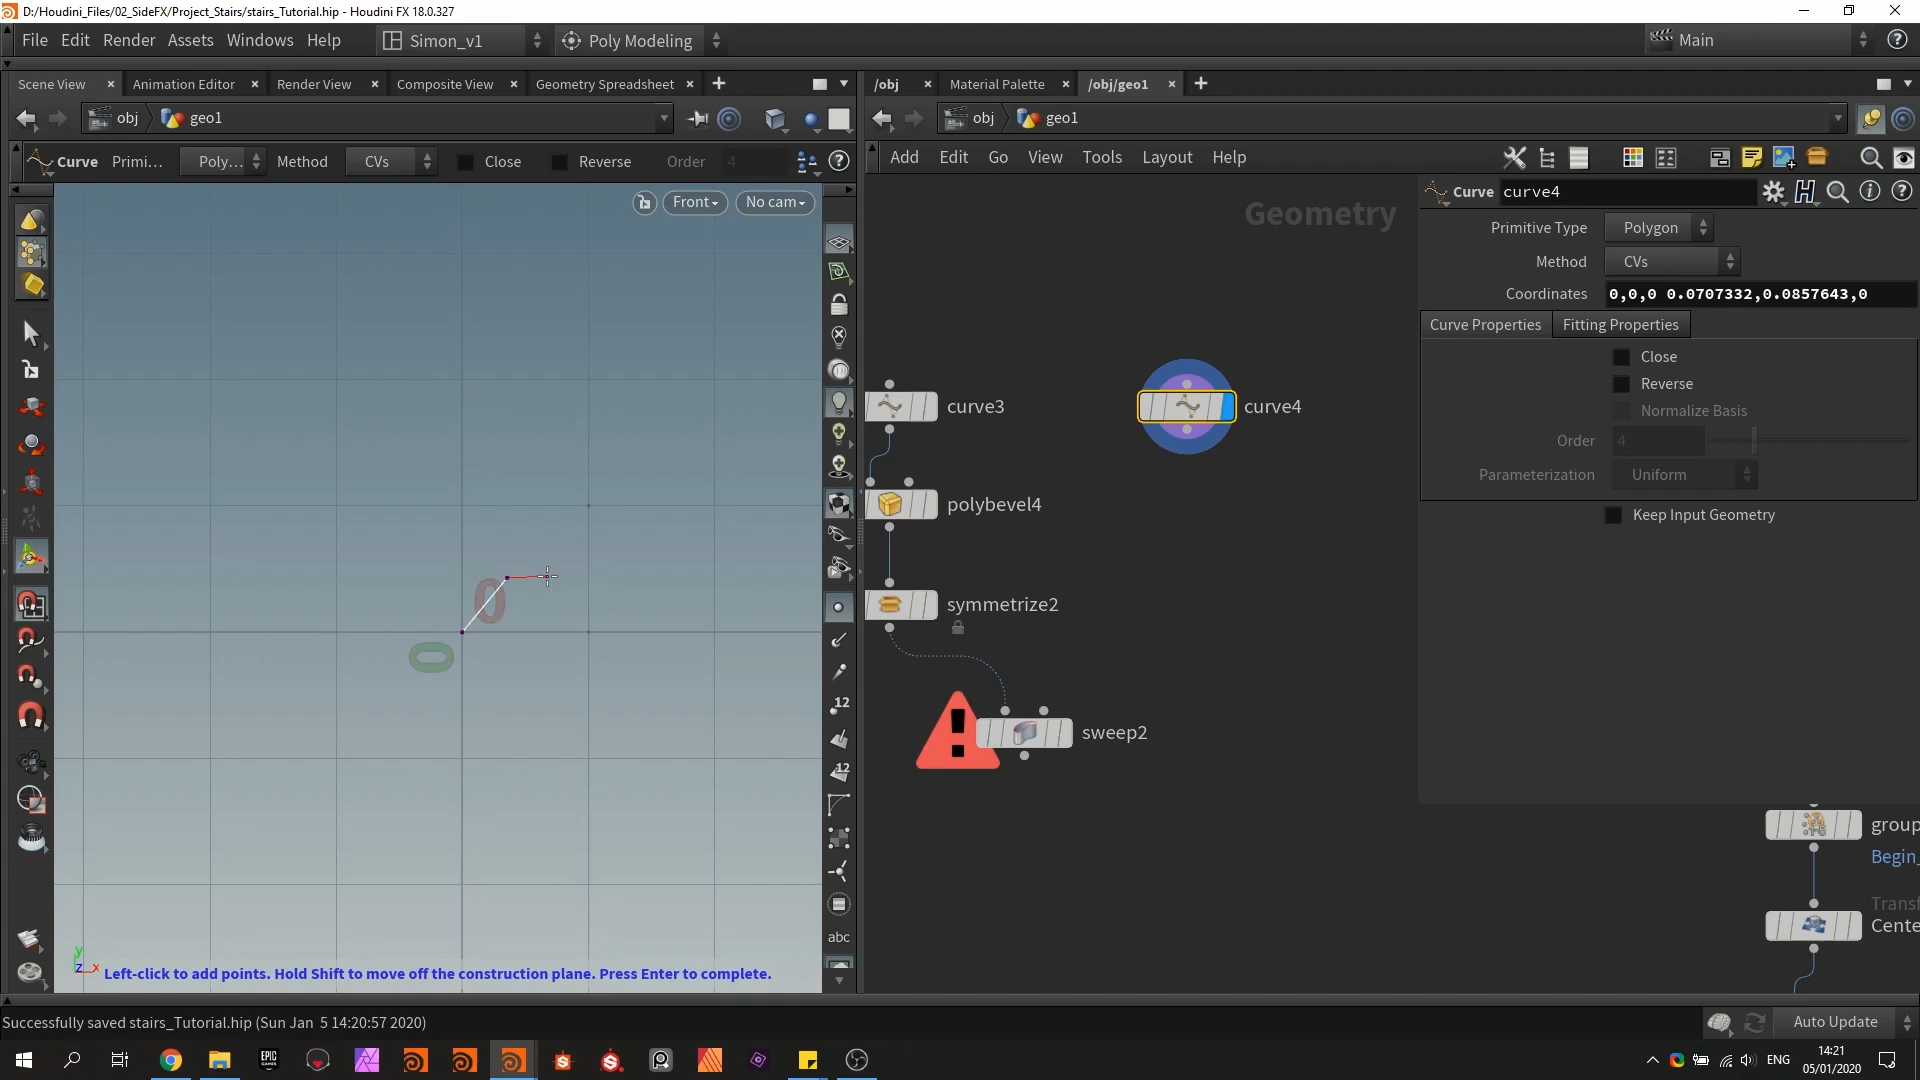 D:/Houdini_Files/02_SideFX/Project_Stairs/stairs_Tutorial.hip - Houdini FX 18.0.327
File Edit Render Assets Windows Help Simon_v1 Poly Modeling Main
Scene View × Animation Editor × Render View × Composite View × Geometry Spreadsheet × +
/obj × Material Palette × /obj/geo1 × +
obj geo1
obj geo1
Curve Primi... Poly... Method CVs Close Reverse Order 4
Add Edit Go View Tools Layout Help
Front No cam
Geometry
Curve curve4
Primitive Type Polygon
Method CVs
Coordinates 0,0,0 0.0707332,0.0857643,0
Curve Properties Fitting Properties
Close
Reverse
Normalize Basis
Order 4
Parameterization Uniform
Keep Input Geometry
curve3
curve4
polybevel4
symmetrize2
sweep2
0
0
12
12
abc
group
Begin_
Transf
Cente
y
z x
Left-click to add points. Hold Shift to move off the construction plane. Press Enter to complete.
Successfully saved stairs_Tutorial.hip (Sun Jan 5 14:20:57 2020)
Auto Update
EPIC GAMES
ENG
14:21
05/01/2020